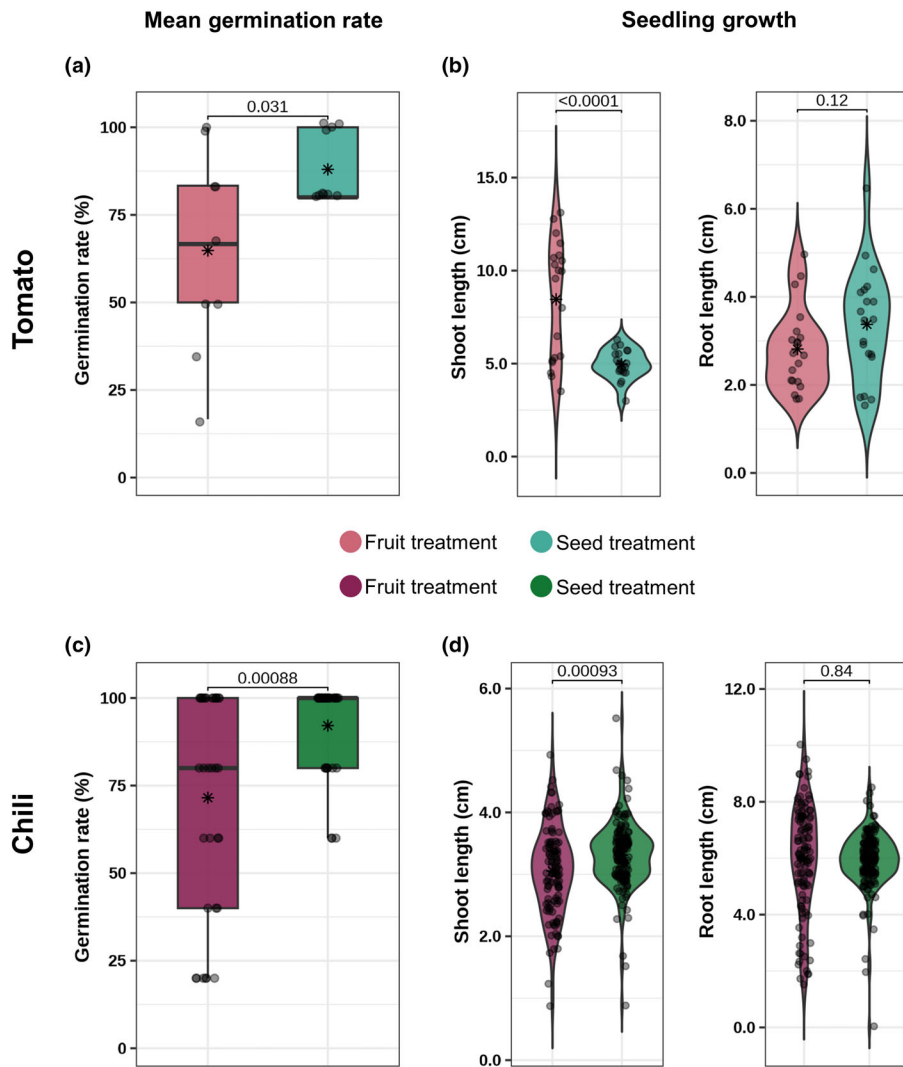 Mean germination rate
Seedling growth
(a)
(b)
Tomato
Germination rate (%)
100
75
50
25
0
0.031
Shoot length (cm)
15.0
10.0
5.0
0.0
<0.0001
Root length (cm)
8.0
6.0
4.0
2.0
0.0
0.12
Fruit treatment
Seed treatment
Fruit treatment
Seed treatment
(c)
(d)
Chili
Germination rate (%)
100
75
50
25
0
0.00088
Shoot length (cm)
6.0
4.0
2.0
0.0
0.00093
Root length (cm)
12.0
8.0
4.0
0.0
0.84